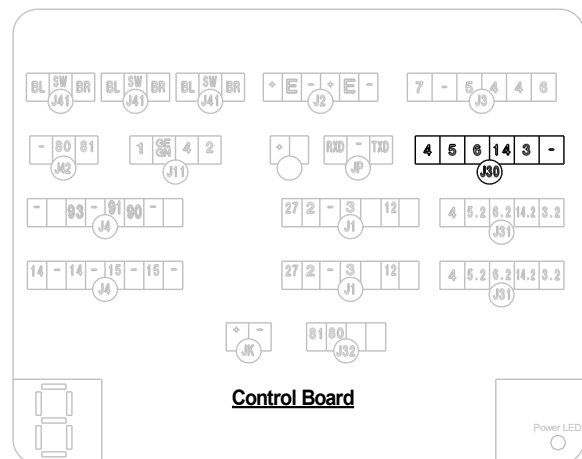 BL SW BR BL SW BR BL SW BR + E - + E - 7 - 5 4 4 6
J41 J41 J41 J2 J3
- 80 81 1 GE GN 4 2 + RXD - TXD 4 5 6 14 3 -
J42 J11 JP J30
- 93 - 91 90 - 27 2 - 3 12 4 5.2 6.2 14.2 3.2
J4 J1 J31
14 - 14 - 15 - 15 - 27 2 - 3 12 4 5.2 6.2 14.2 3.2
J4 J1 J31
+ - 81 80
JK J32
Control Board
Power LED